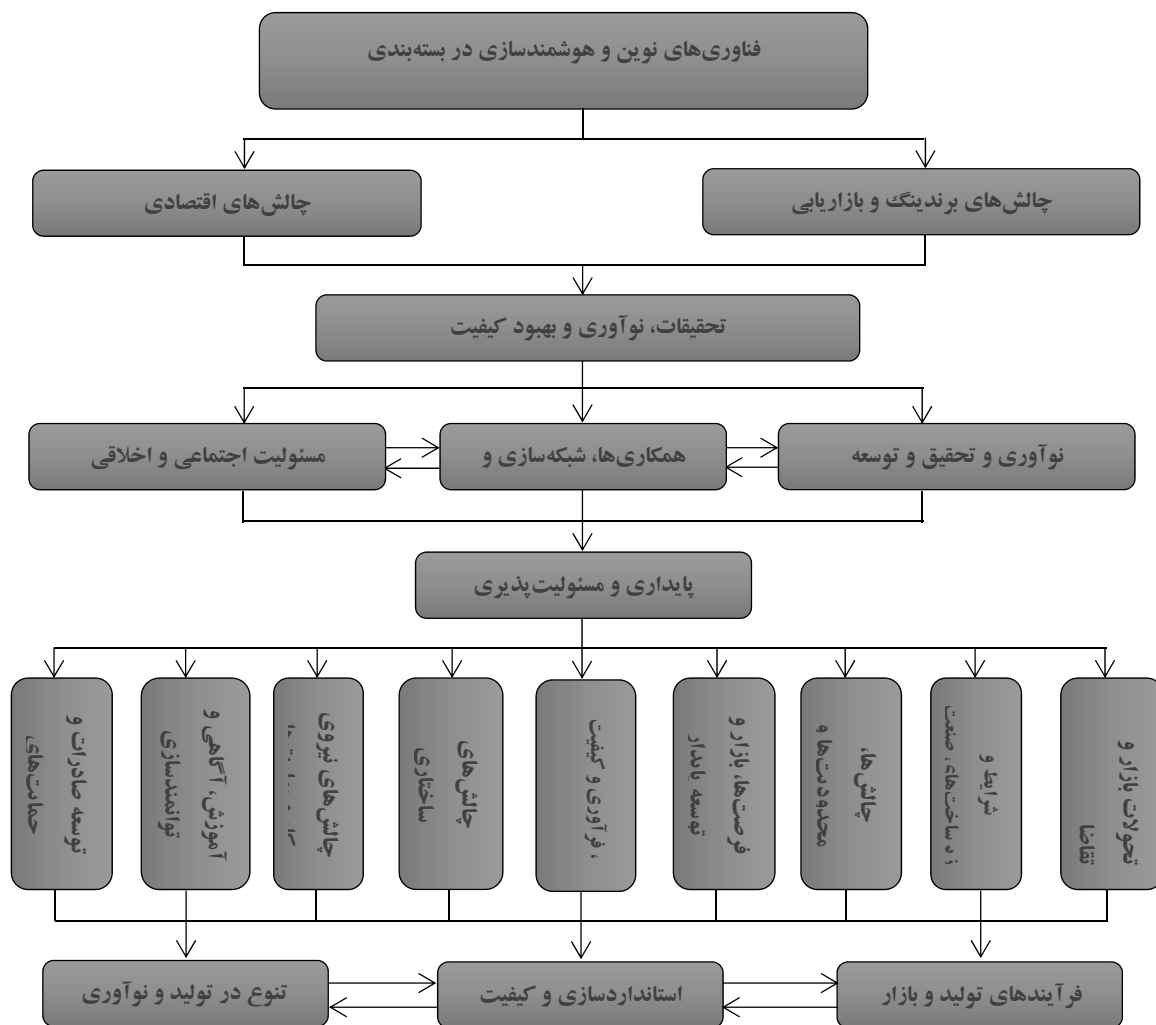 فناوری‌های نوین و هوشمندسازی در بسته‌بندی
چالش‌های برندینگ و بازاریابی
چالش‌های اقتصادی
تحقیقات، نوآوری و بهبود کیفیت
نوآوری و تحقیق و توسعه
همکاری‌ها، شبکه‌سازی و
مسئولیت اجتماعی و اخلاقی
پایداری و مسئولیت‌پذیری
تحولات بازار و
تقاضا
شرایط و
زیرساخت‌های صنعت
چالش‌ها،
محدودیت‌ها و
فرصت‌ها، بازار و
توسعه پایدار
، فرآوری و کیفیت
چالش‌های
ساختاری
چالش‌های نیروی
آموزش، آگاهی و
توانمندسازی
توسعه صادرات و
حمایت‌های
فرآیندهای تولید و بازار
استانداردسازی و کیفیت
تنوع در تولید و نوآوری